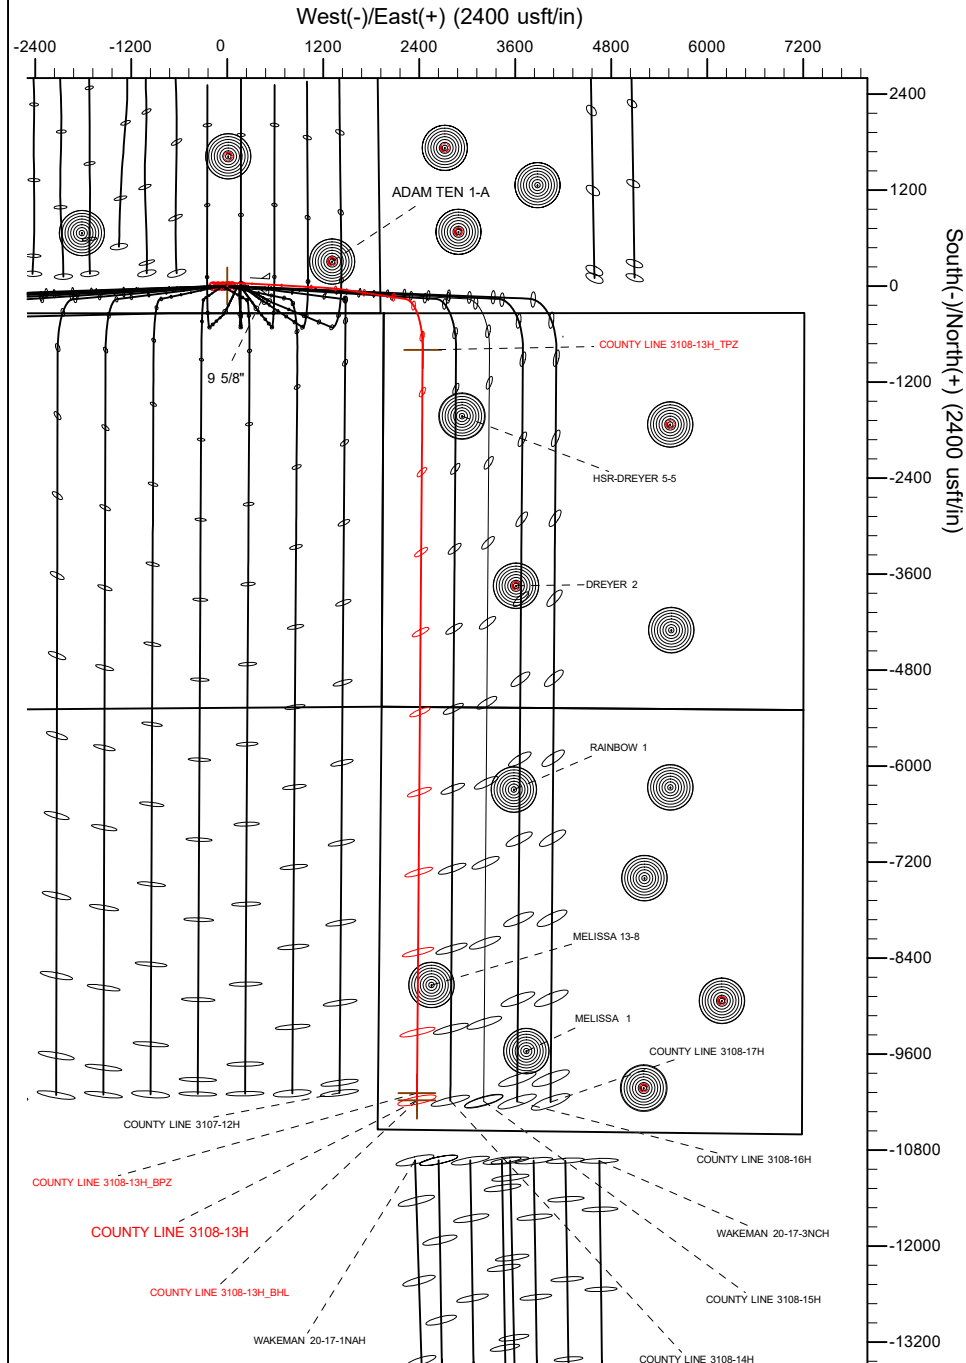 West(-)/East(+) (2400 usft/in)
-2400 -1200 0 1200 2400 3600 4800 6000 7200
2400
1200
0
-1200
-2400
-3600
-4800
-6000
-7200
-8400
-9600
-10800
-12000
-13200
South(-)/North(+) (2400 usft/in)
ADAM TEN 1-A
COUNTY LINE 3108-13H_TPZ
9 5/8"
HSR-DREYER 5-5
DREYER 2
RAINBOW 1
MELISSA 13-8
MELISSA 1
COUNTY LINE 3108-17H
COUNTY LINE 3107-12H
COUNTY LINE 3108-16H
COUNTY LINE 3108-13H_BPZ
COUNTY LINE 3108-13H
WAKEMAN 20-17-3NCH
COUNTY LINE 3108-13H_BHL
COUNTY LINE 3108-15H
WAKEMAN 20-17-1NAH
COUNTY LINE 3108-14H